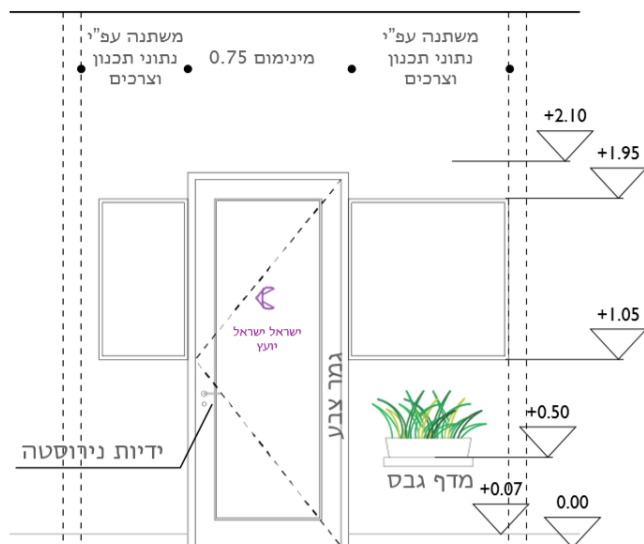 משתנה עפ"י
נתוני תכנון
וצרכים
מינימום 0.75
משתנה עפ"י
נתוני תכנון
וצרכים
+2.10
+1.95
ישראל ישראל
יועץ
+1.05
גמר צבע
+0.50
ידיות נירוסטה
מדף גבס
+0.07
0.00